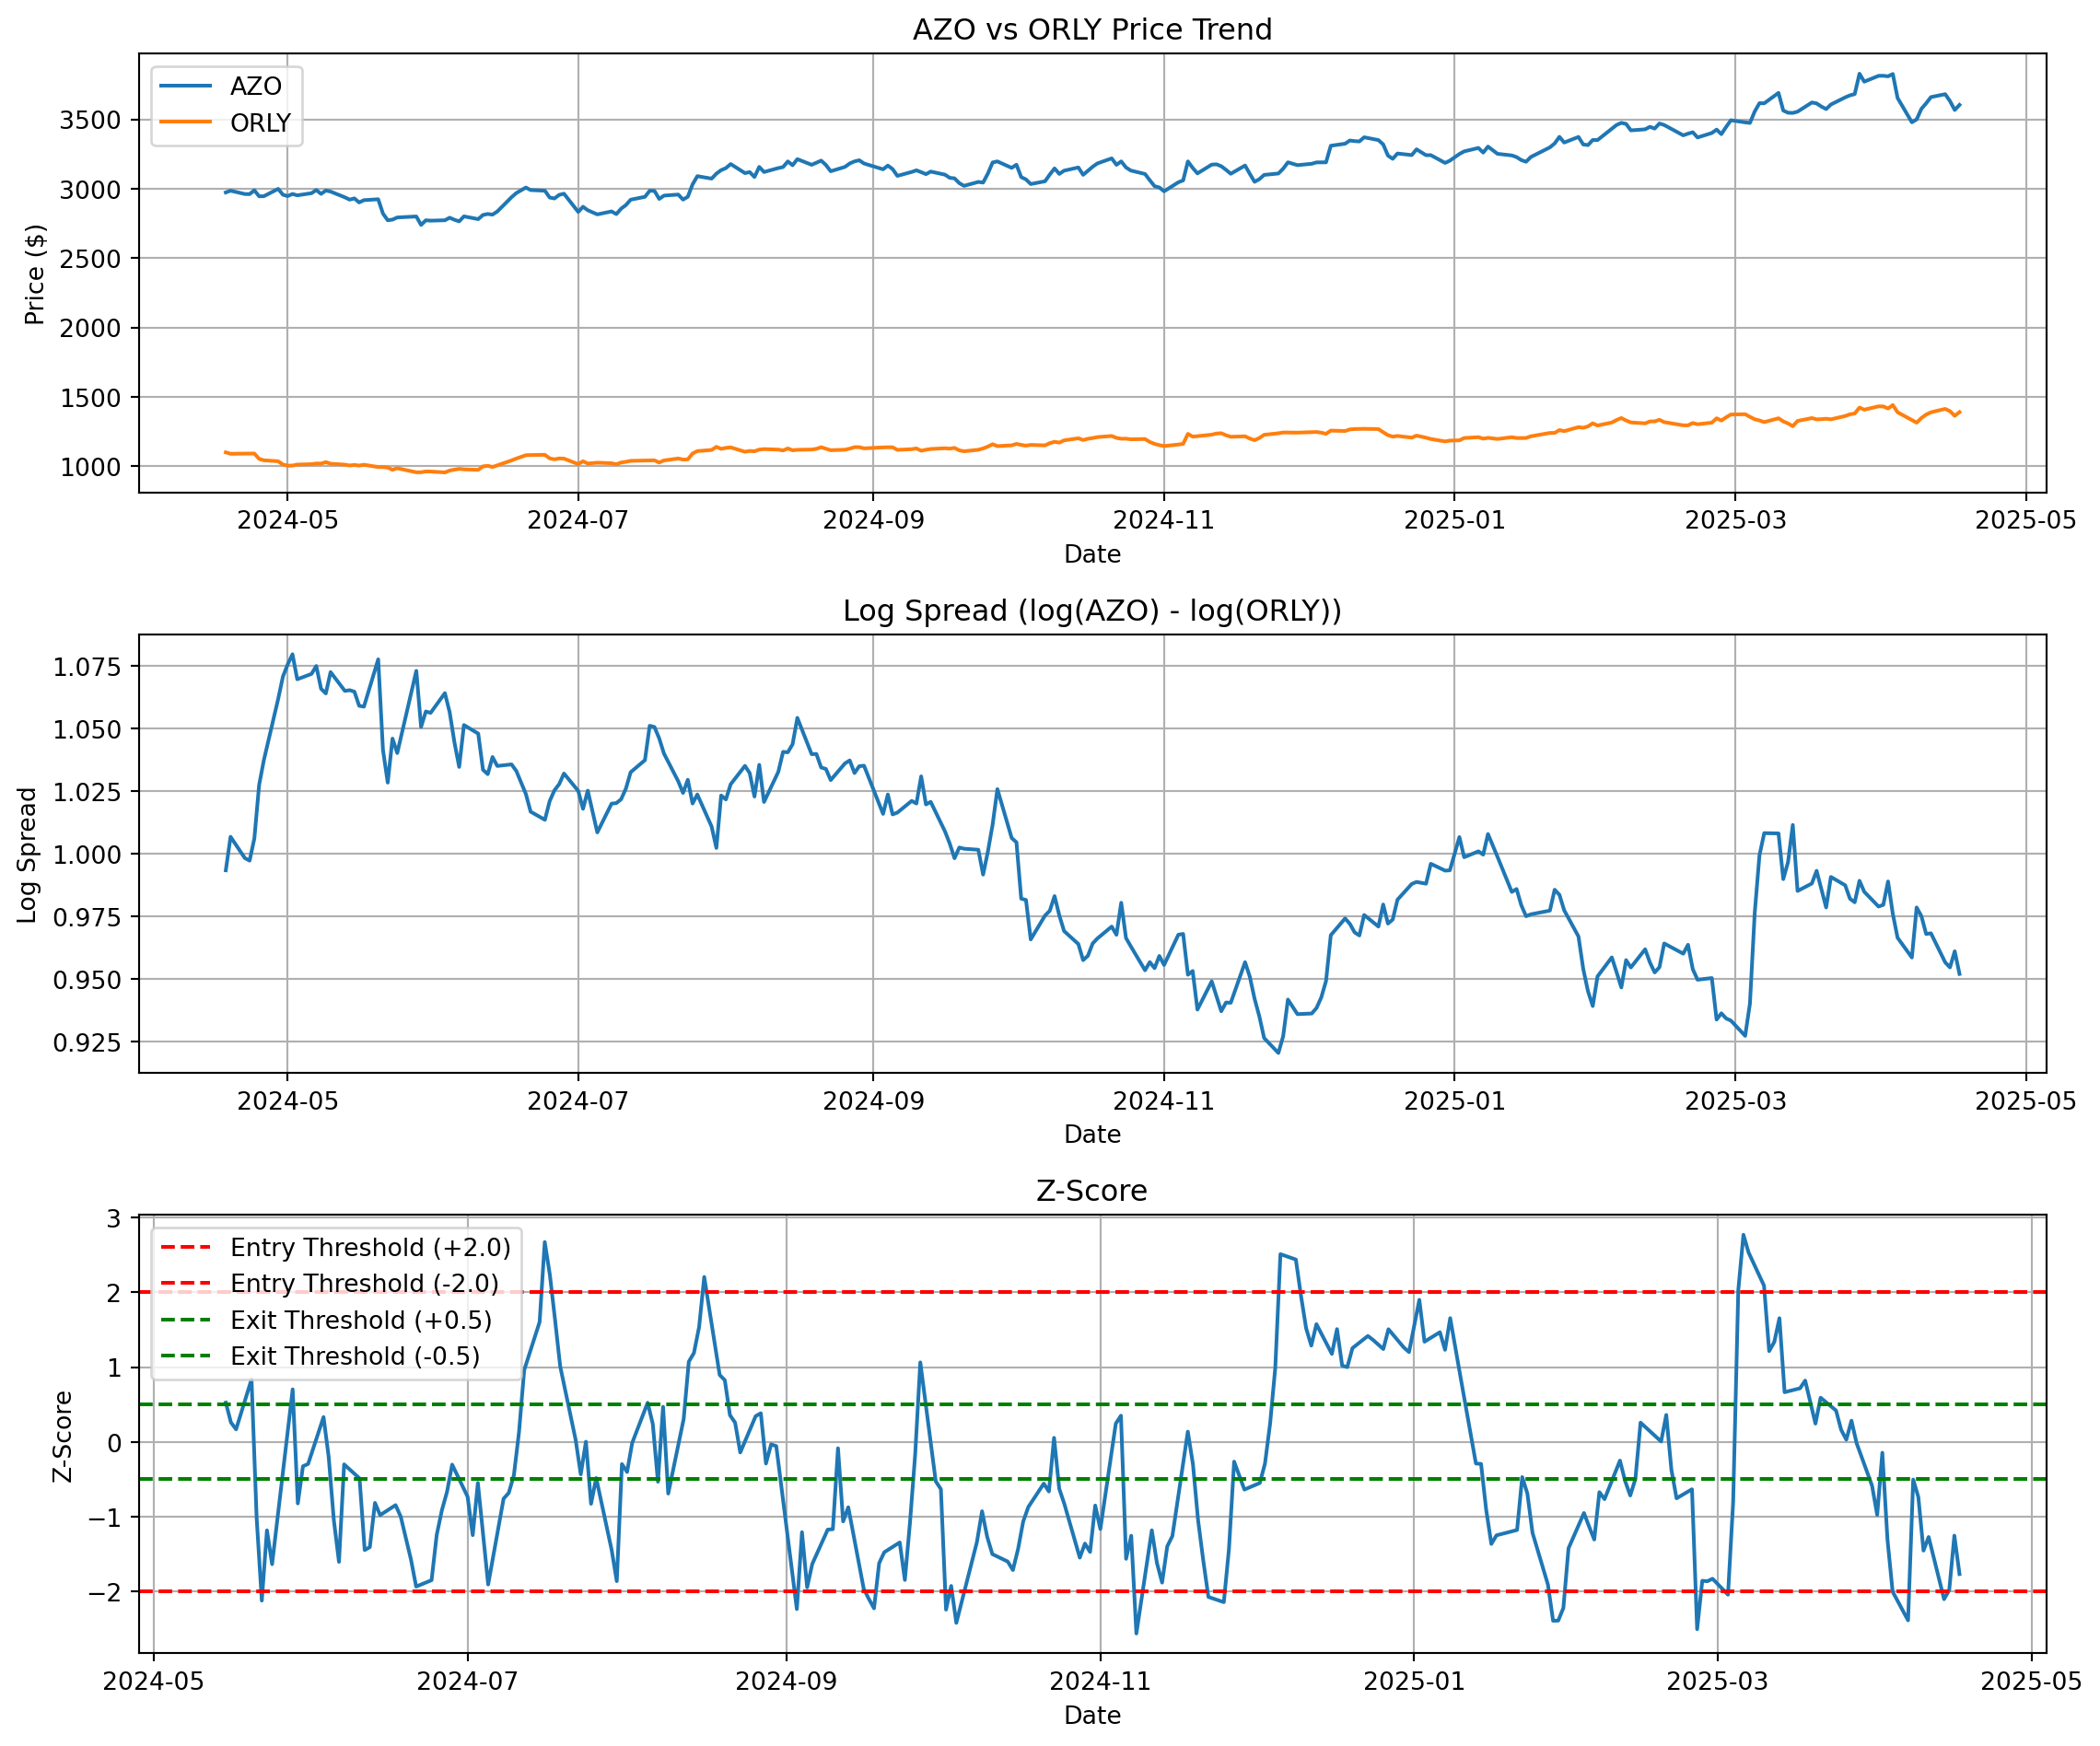 AZO vs ORLY Price Trend
AZO
ORLY
Price ($)
3500
3000
2500
2000
1500
1000
2024-05 2024-07 2024-09 2024-11 2025-01 2025-03 2025-05
Date
Log Spread (log(AZO) - log(ORLY))
Log Spread
1.075
1.050
1.025
1.000
0.975
0.950
0.925
2024-05 2024-07 2024-09 2024-11 2025-01 2025-03 2025-05
Date
Z-Score
Entry Threshold (+2.0)
Entry Threshold (-2.0)
Exit Threshold (+0.5)
Exit Threshold (-0.5)
Z-Score
3
2
1
0
−1
−2
2024-05 2024-07 2024-09 2024-11 2025-01 2025-03 2025-05
Date